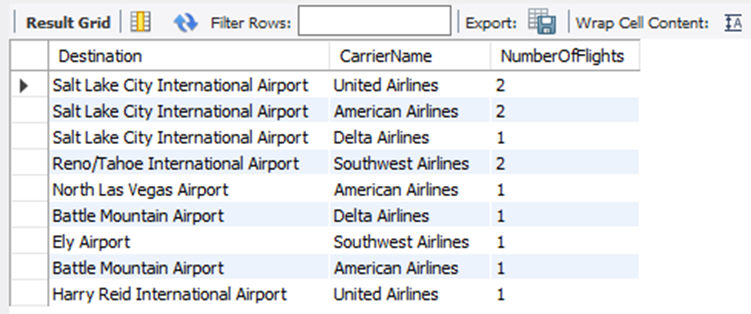 Result Grid Filter Rows: Export: Wrap Cell Content: A
Destination CarrierName NumberOfFlights
Salt Lake City International Airport United Airlines 2
Salt Lake City International Airport American Airlines 2
Salt Lake City International Airport Delta Airlines 1
Reno/Tahoe International Airport Southwest Airlines 2
North Las Vegas Airport American Airlines 1
Battle Mountain Airport Delta Airlines 1
Ely Airport Southwest Airlines 1
Battle Mountain Airport American Airlines 1
Harry Reid International Airport United Airlines 1